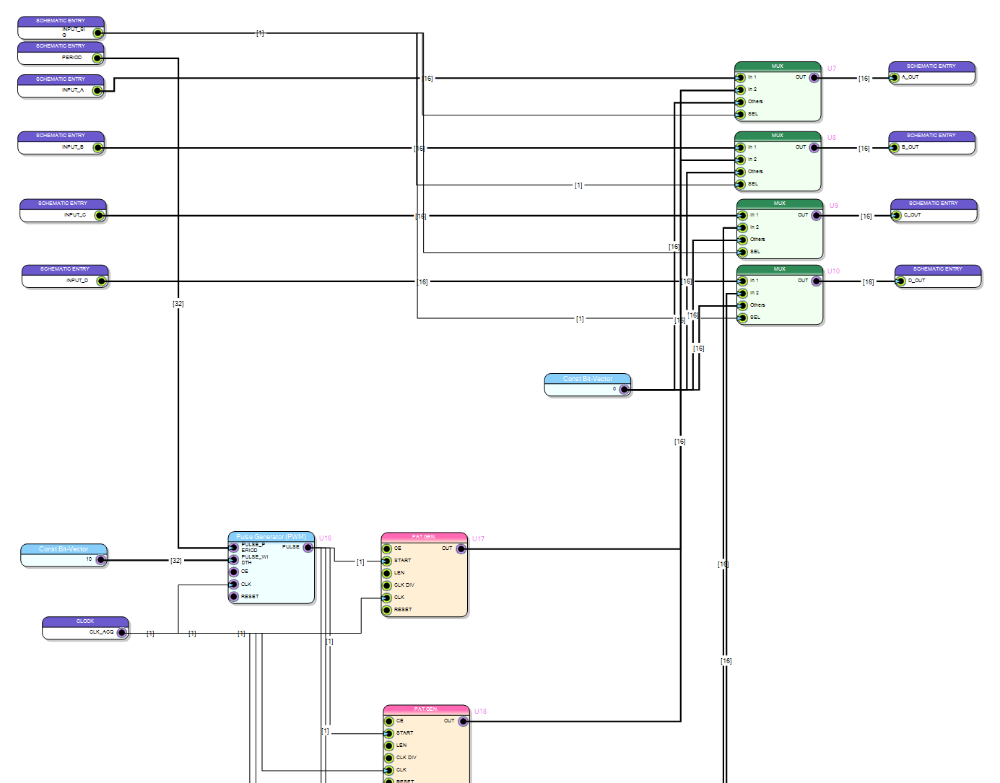 SCHEMATIC ENTRY
INPUT_SI
G
[1]
SCHEMATIC ENTRY
PERIOD
SCHEMATIC ENTRY
INPUT_A
[16]
MUX
U7
In 1
OUT
In 2
Others
SEL
[16]
SCHEMATIC ENTRY
A_OUT
SCHEMATIC ENTRY
INPUT_B
[16]
MUX
U8
In 1
OUT
In 2
Others
SEL
[16]
SCHEMATIC ENTRY
B_OUT
[1]
SCHEMATIC ENTRY
INPUT_C
[16]
MUX
U9
In 1
OUT
In 2
Others
SEL
[16]
SCHEMATIC ENTRY
C_OUT
[16]
SCHEMATIC ENTRY
INPUT_D
[16]
[16]
MUX
U10
In 1
OUT
In 2
Others
SEL
[16]
SCHEMATIC ENTRY
D_OUT
[32]
[1]
[16]
[16]
[16]
Const Bit-Vector
0
[16]
Const Bit-Vector
10
[32]
Pulse Generator (PWM)
U16
PULSE_P
ERIOD
PULSE
PULSE_WI
DTH
CE
CLK
RESET
[1]
PAT.GEN.
U17
CE
OUT
START
LEN
CLK DIV
CLK
RESET
[16]
CLOCK
CLK_ACQ
[1]
[1]
[1]
[1]
[16]
PAT.GEN.
U18
CE
OUT
[1]
START
LEN
CLK DIV
CLK
RESET